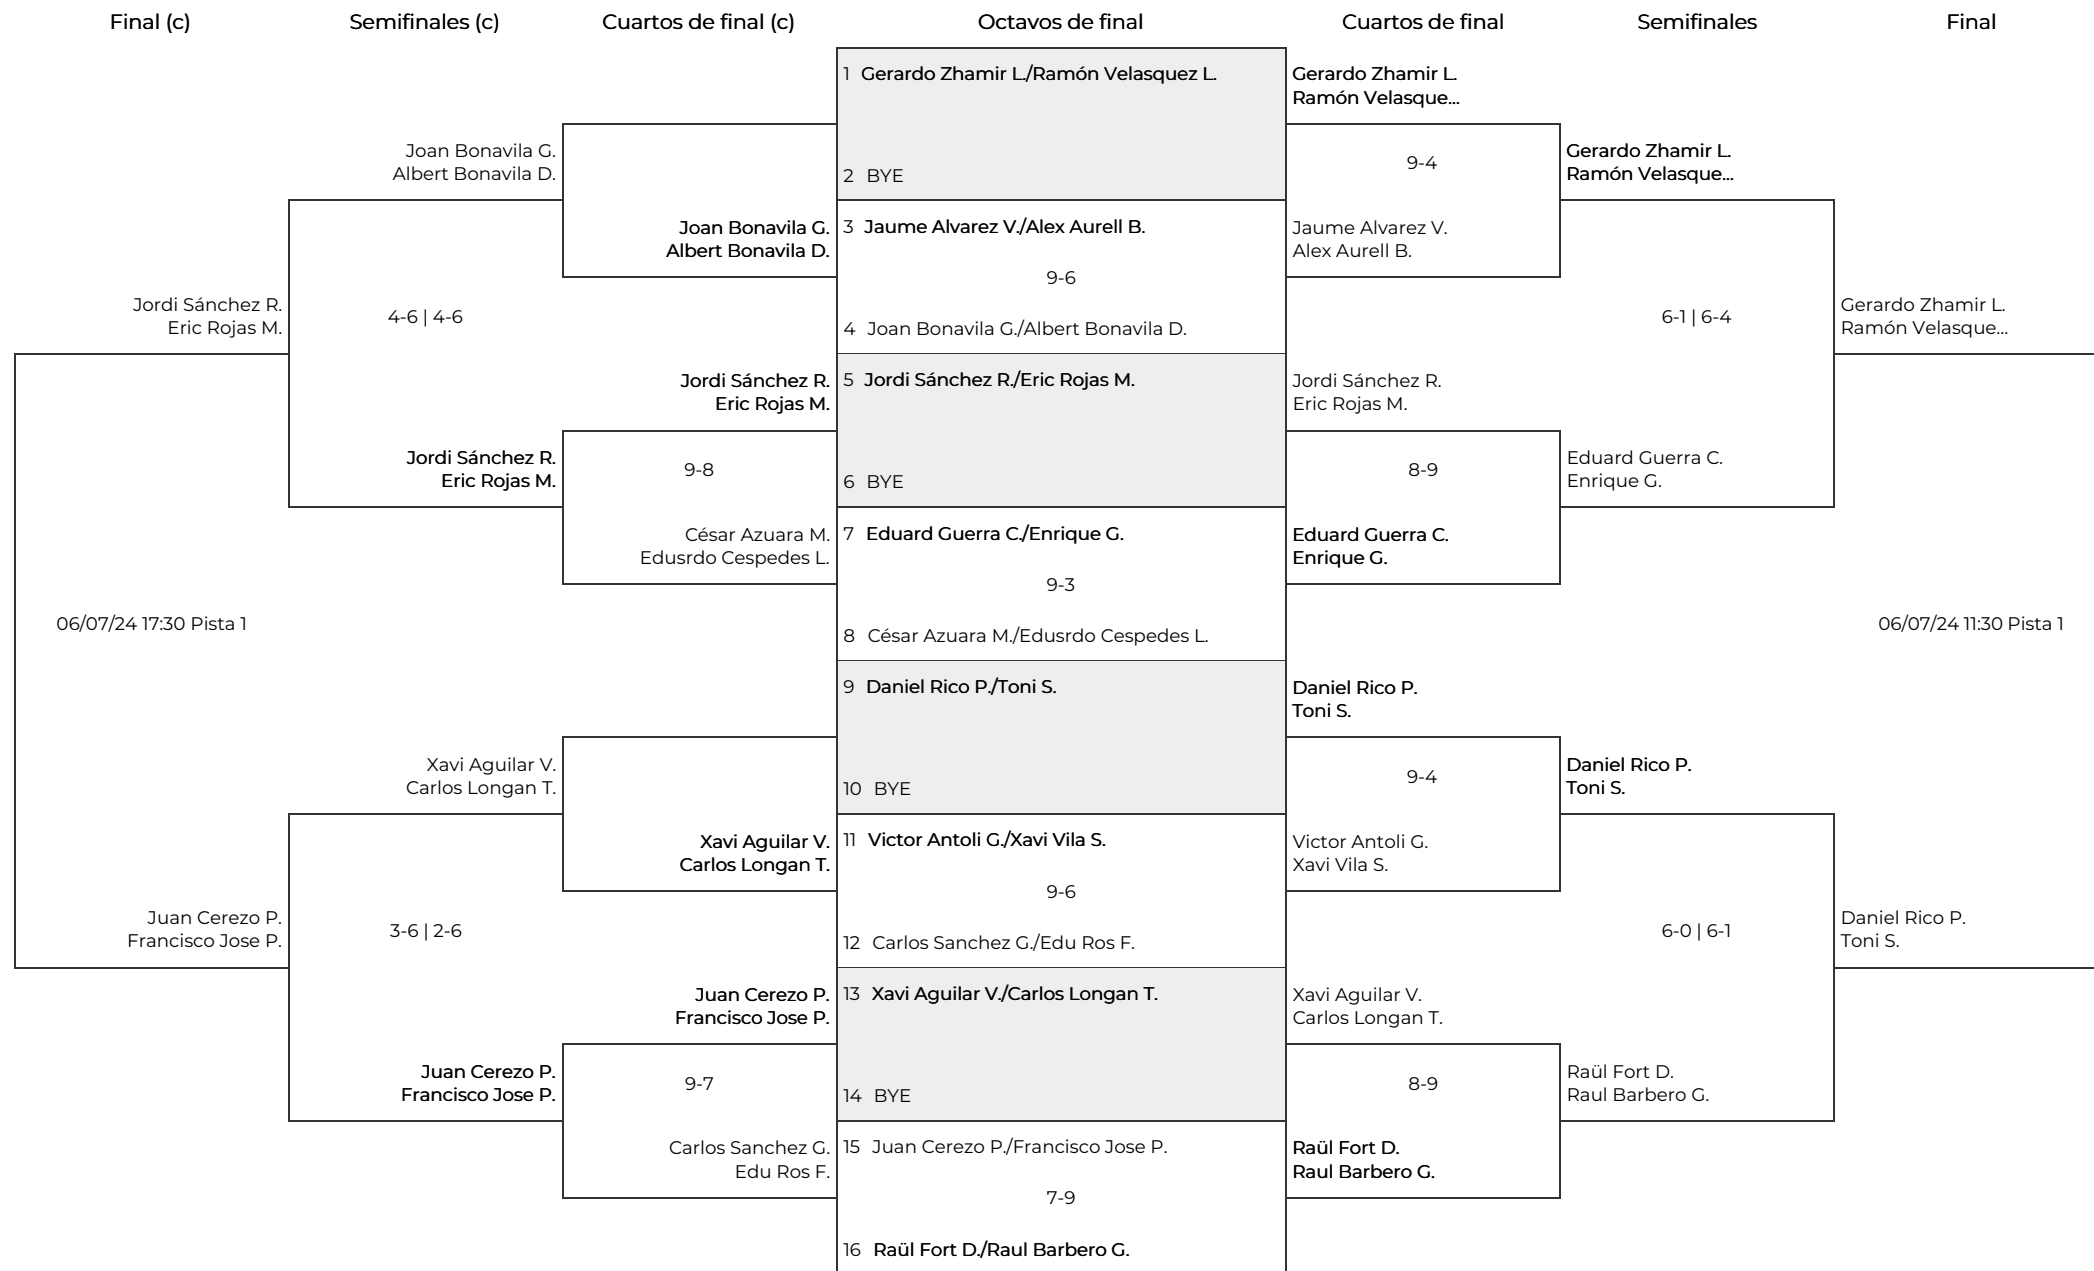 Final (c)
Semifinales (c)
Cuartos de final (c)
Octavos de final
Cuartos de final
Semifinales
Final
Jordi Sánchez R.
Eric Rojas M.
06/07/24 17:30 Pista 1
Juan Cerezo P.
Francisco Jose P.
Joan Bonavila G.
Albert Bonavila D.
4-6 | 4-6
Jordi Sánchez R.
Eric Rojas M.
Xavi Aguilar V.
Carlos Longan T.
3-6 | 2-6
Juan Cerezo P.
Francisco Jose P.
Joan Bonavila G.
Albert Bonavila D.
Jordi Sánchez R.
Eric Rojas M.
9-8
César Azuara M.
Edusrdo Cespedes L.
Xavi Aguilar V.
Carlos Longan T.
Juan Cerezo P.
Francisco Jose P.
9-7
Carlos Sanchez G.
Edu Ros F.
1 Gerardo Zhamir L./Ramón Velasquez L.
2 BYE
3 Jaume Alvarez V./Alex Aurell B.
9-6
4 Joan Bonavila G./Albert Bonavila D.
5 Jordi Sánchez R./Eric Rojas M.
6 BYE
7 Eduard Guerra C./Enrique G.
9-3
8 César Azuara M./Edusrdo Cespedes L.
9 Daniel Rico P./Toni S.
10 BYE
11 Victor Antoli G./Xavi Vila S.
9-6
12 Carlos Sanchez G./Edu Ros F.
13 Xavi Aguilar V./Carlos Longan T.
14 BYE
15 Juan Cerezo P./Francisco Jose P.
7-9
16 Raül Fort D./Raul Barbero G.
Gerardo Zhamir L.
Ramón Velasque...
9-4
Jaume Alvarez V.
Alex Aurell B.
Jordi Sánchez R.
Eric Rojas M.
8-9
Eduard Guerra C.
Enrique G.
Daniel Rico P.
Toni S.
9-4
Victor Antoli G.
Xavi Vila S.
Xavi Aguilar V.
Carlos Longan T.
8-9
Raül Fort D.
Raul Barbero G.
Gerardo Zhamir L.
Ramón Velasque...
6-1 | 6-4
Eduard Guerra C.
Enrique G.
Daniel Rico P.
Toni S.
6-0 | 6-1
Raül Fort D.
Raul Barbero G.
Gerardo Zhamir L.
Ramón Velasque...
06/07/24 11:30 Pista 1
Daniel Rico P.
Toni S.